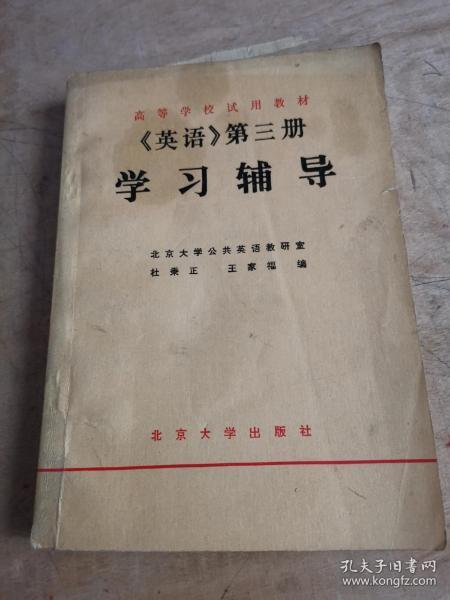 高等学校试用教材
《英语》第三册
学习辅导
北京大学公共英语教研室
杜秉正 王家福 编
北京大学出版社
孔夫子旧书网
www.kongfz.com